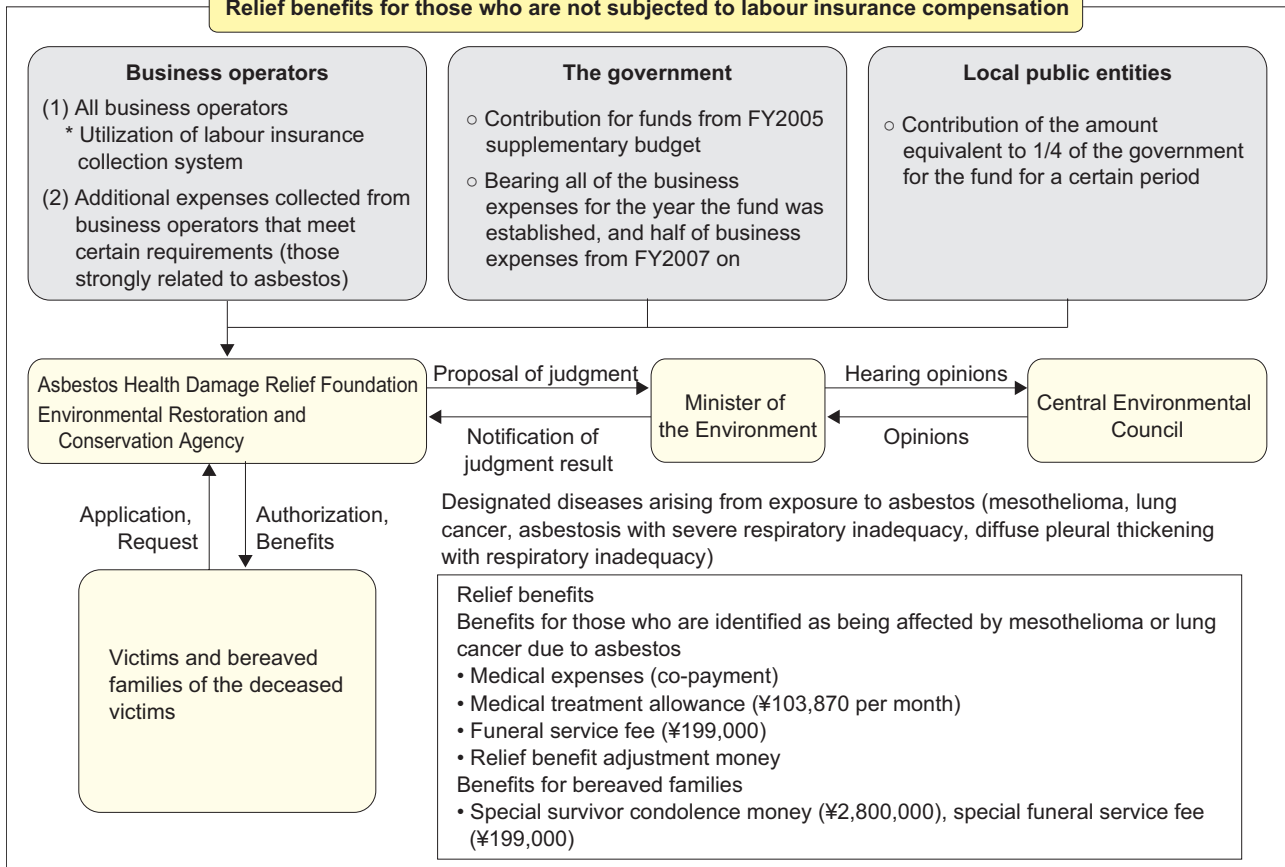 Relief benefits for those who are not subjected to labour insurance compensation
Business operators
(1) All business operators
* Utilization of labour insurance
collection system
(2) Additional expenses collected from
business operators that meet
certain requirements (those
strongly related to asbestos)
The government
○ Contribution for funds from FY2005
supplementary budget
○ Bearing all of the business
expenses for the year the fund was
established, and half of business
expenses from FY2007 on
Local public entities
○ Contribution of the amount
equivalent to 1/4 of the government
for the fund for a certain period
Asbestos Health Damage Relief Foundation
Environmental Restoration and
Conservation Agency
Proposal of judgment
Notification of
judgment result
Minister of
the Environment
Hearing opinions
Opinions
Central Environmental
Council
Application,
Request
Authorization,
Benefits
Victims and bereaved
families of the deceased
victims
Designated diseases arising from exposure to asbestos (mesothelioma, lung
cancer, asbestosis with severe respiratory inadequacy, diffuse pleural thickening
with respiratory inadequacy)
Relief benefits
Benefits for those who are identified as being affected by mesothelioma or lung
cancer due to asbestos
• Medical expenses (co-payment)
• Medical treatment allowance (¥103,870 per month)
• Funeral service fee (¥199,000)
• Relief benefit adjustment money
Benefits for bereaved families
• Special survivor condolence money (¥2,800,000), special funeral service fee
(¥199,000)